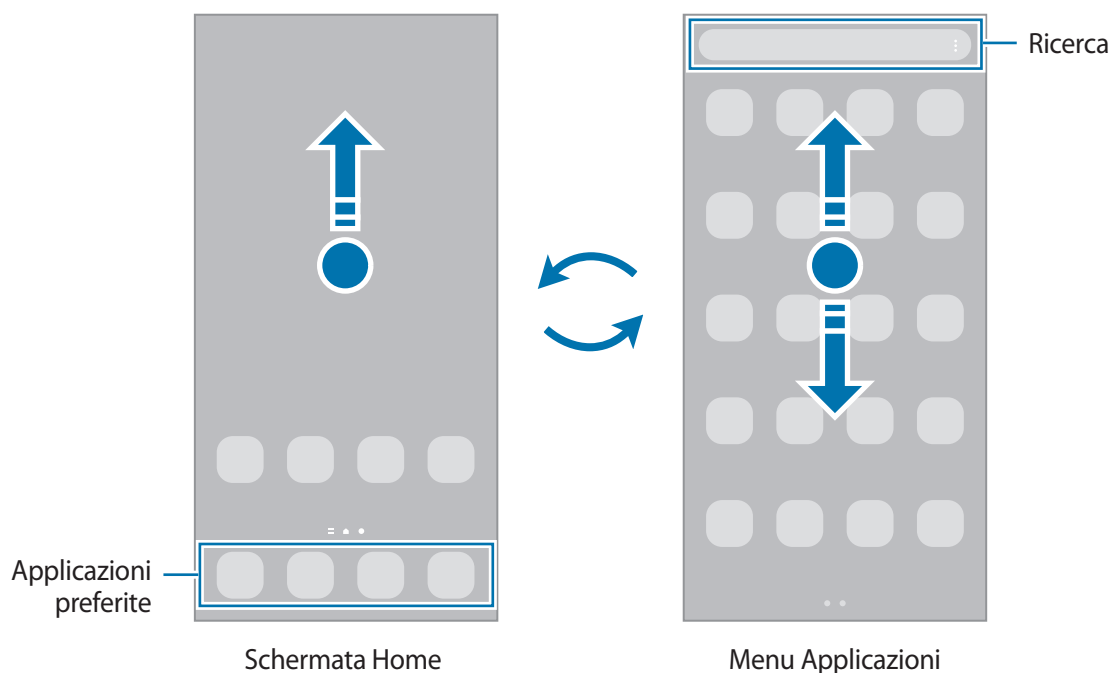 Ricerca
Applicazioni
preferite
Schermata Home
Menu Applicazioni